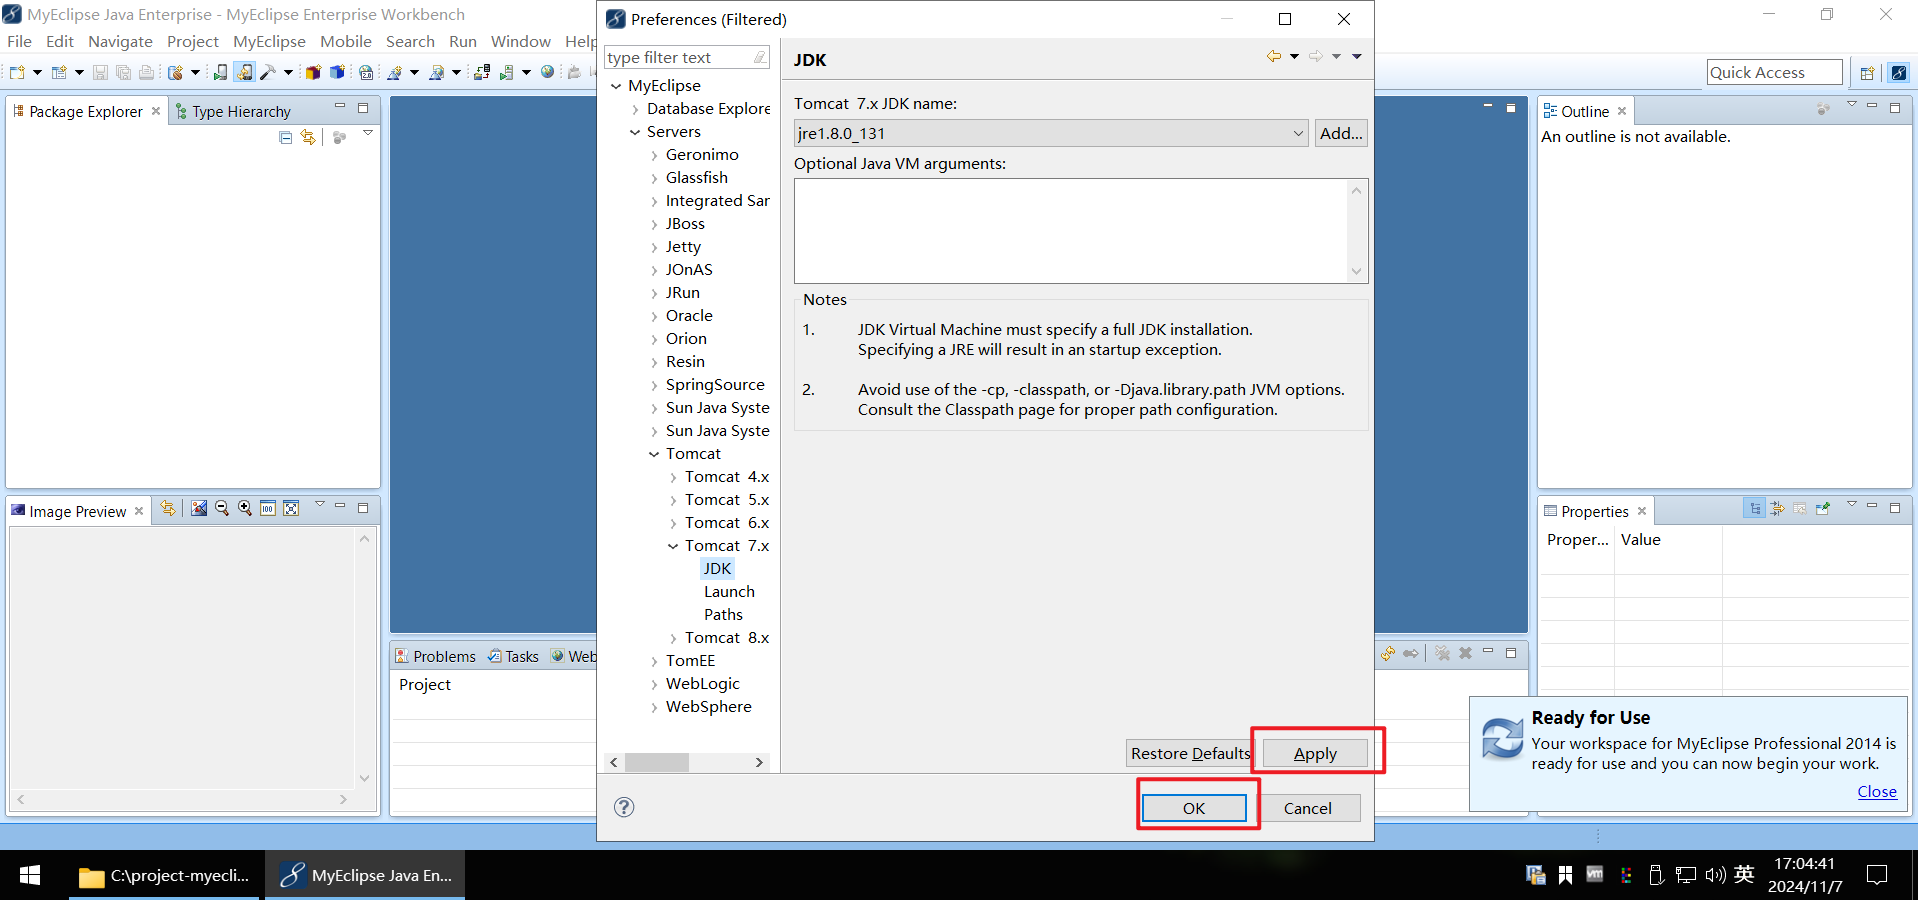 MyEclipse Java Enterprise - MyEclipse Enterprise Workbench
File Edit Navigate Project MyEclipse Mobile Search Run Window Help
Quick Access
Package Explorer
Type Hierarchy
Image Preview
Problems Tasks Web
Project
Preferences (Filtered)
type filter text
MyEclipse
Database Explore
Servers
Geronimo
Glassfish
Integrated Sar
JBoss
Jetty
JOnAS
JRun
Oracle
Orion
Resin
SpringSource
Sun Java Syste
Sun Java Syste
Tomcat
Tomcat 4.x
Tomcat 5.x
Tomcat 6.x
Tomcat 7.x
JDK
Launch
Paths
Tomcat 8.x
TomEE
WebLogic
WebSphere
JDK
Tomcat 7.x JDK name:
jre1.8.0_131
Add...
Optional Java VM arguments:
Notes
1. JDK Virtual Machine must specify a full JDK installation.
Specifying a JRE will result in an startup exception.
2. Avoid use of the -cp, -classpath, or -Djava.library.path JVM options.
Consult the Classpath page for proper path configuration.
Restore Defaults
Apply
OK
Cancel
Outline
An outline is not available.
Properties
Proper... Value
Ready for Use
Your workspace for MyEclipse Professional 2014 is
ready for use and you can now begin your work.
Close
C:\project-myecli...
MyEclipse Java En...
英
17:04:41
2024/11/7